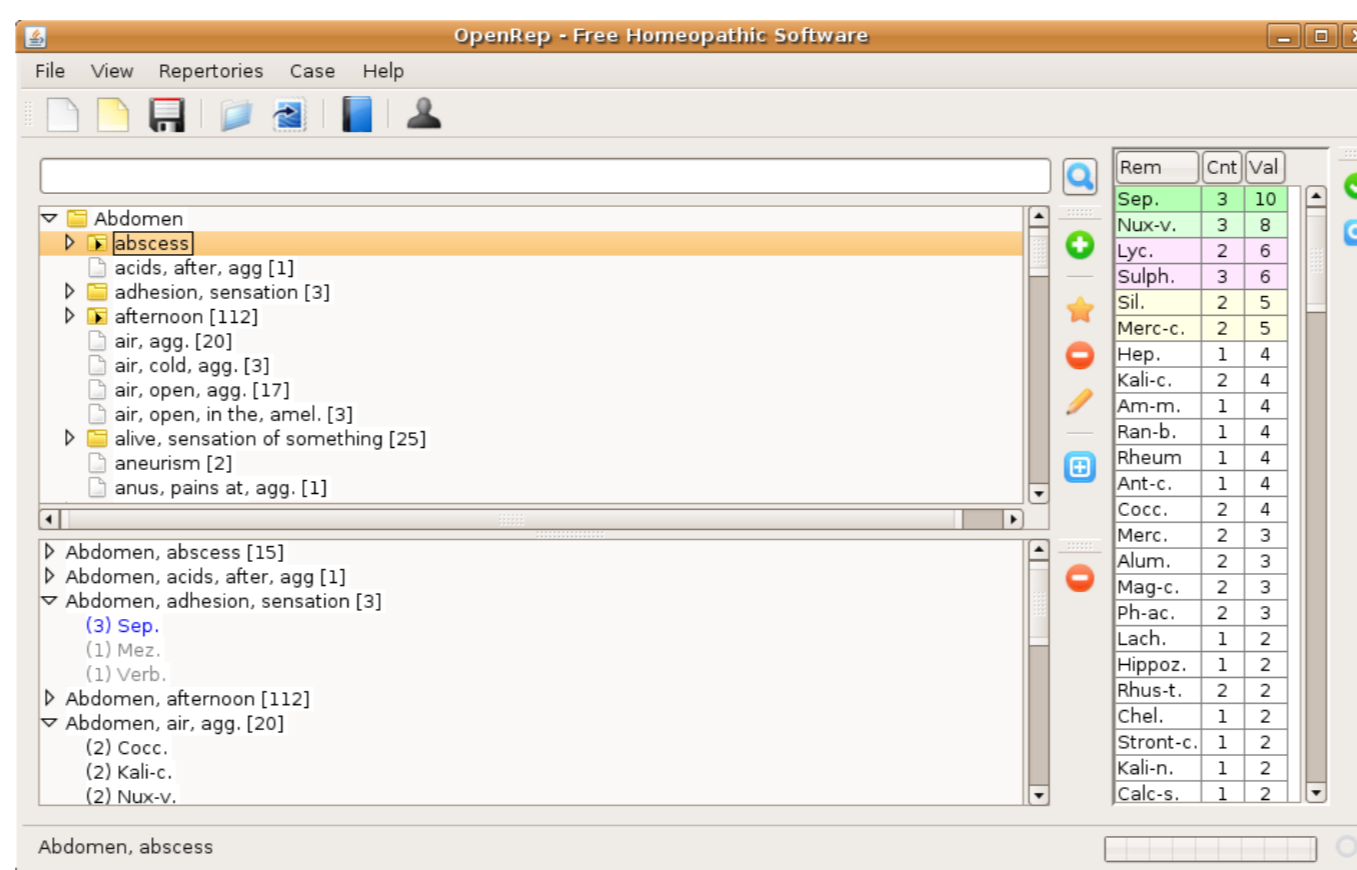 OpenRep - Free Homeopathic Software
File View Repertories Case Help
Abdomen
abscess
acids, after, agg [1]
adhesion, sensation [3]
afternoon [112]
air, agg. [20]
air, cold, agg. [3]
air, open, agg. [17]
air, open, in the, amel. [3]
alive, sensation of something [25]
aneurism [2]
anus, pains at, agg. [1]
Abdomen, abscess [15]
Abdomen, acids, after, agg [1]
Abdomen, adhesion, sensation [3]
(3) Sep.
(1) Mez.
(1) Verb.
Abdomen, afternoon [112]
Abdomen, air, agg. [20]
(2) Cocc.
(2) Kali-c.
(2) Nux-v.
Rem Cnt Val
Sep. 3 10
Nux-v. 3 8
Lyc. 2 6
Sulph. 3 6
Sil. 2 5
Merc-c. 2 5
Hep. 1 4
Kali-c. 2 4
Am-m. 1 4
Ran-b. 1 4
Rheum 1 4
Ant-c. 1 4
Cocc. 2 4
Merc. 2 3
Alum. 2 3
Mag-c. 2 3
Ph-ac. 2 3
Lach. 1 2
Hippoz. 1 2
Rhus-t. 2 2
Chel. 1 2
Stront-c. 1 2
Kali-n. 1 2
Calc-s. 1 2
Abdomen, abscess